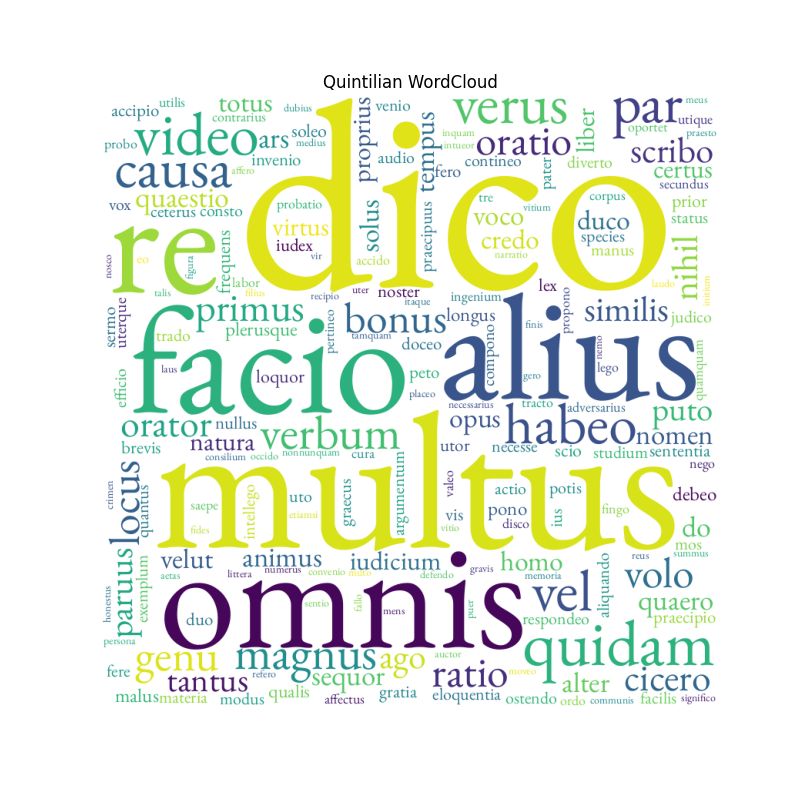 Quintilian WordCloud
accipio utilis totus dubius proprius venio verus liber par meus
probo video contrarius ars soleo medius tempus inquam oratio oportet utique praesto
causa invenio affero audio fero intueor contineo pater diverto scribo certus secundus
vox quaestio ceterus consto probatio dico tre vitium corpus prior status
nosco re eo figura frequens virtus iudex vir solus accido praecipuus voco credo narratio duco species manus nihil laudo initium
talis labor filius recipio uter noster itaque ingenium lex propono
sermo uterque primus plerusque pertineo bonus tamquam longus doceo compono finis similis nemo judico quamquam
trado facio alius
efficio laus loquor peto placeo gero lego
necessarius tracto adversarius
orator nullus verbum opus habeo puto nomen
brevis natura consilium occido nonnunquam cura utor necesse scio studium sententia nego
crimen locus quantus multus
saepe intellego uto graecus argumentum valeo actio potis debeo
fides etiamsi vis pono disco ius fingo do
vitio mos
paruus exemplum velut animus iudicium homo reus summus
aetas littera numerus convenio motus defendo gravis memoria aliquando volo
honestus persona omnis vel quaero praecipio
duo sentio fallo mens puer respondeo
fere genu magnus ago auctor quidam
tantus refero sequor ratio mosco alter cicero
malus materia modus qualis affectus gratia eloquentia ostendo ordo communis facilis significo